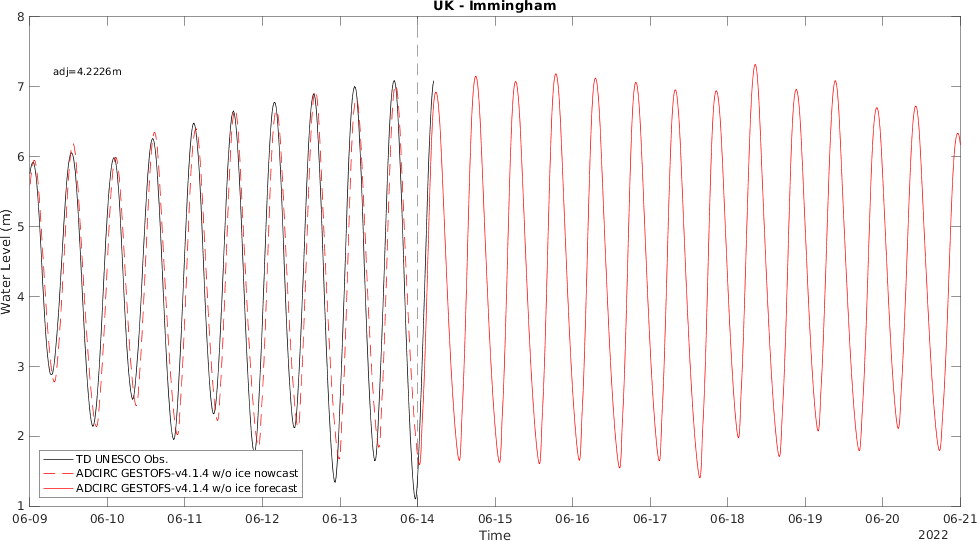 UK - Immingham
8
7
6
5
4
3
2
1
Water Level (m)
adj=4.2226m
TD UNESCO Obs.
ADCIRC GESTOFS-v4.1.4 w/o ice nowcast
ADCIRC GESTOFS-v4.1.4 w/o ice forecast
06-09 06-10 06-11 06-12 06-13 06-14 06-15 06-16 06-17 06-18 06-19 06-20 06-21
Time
2022